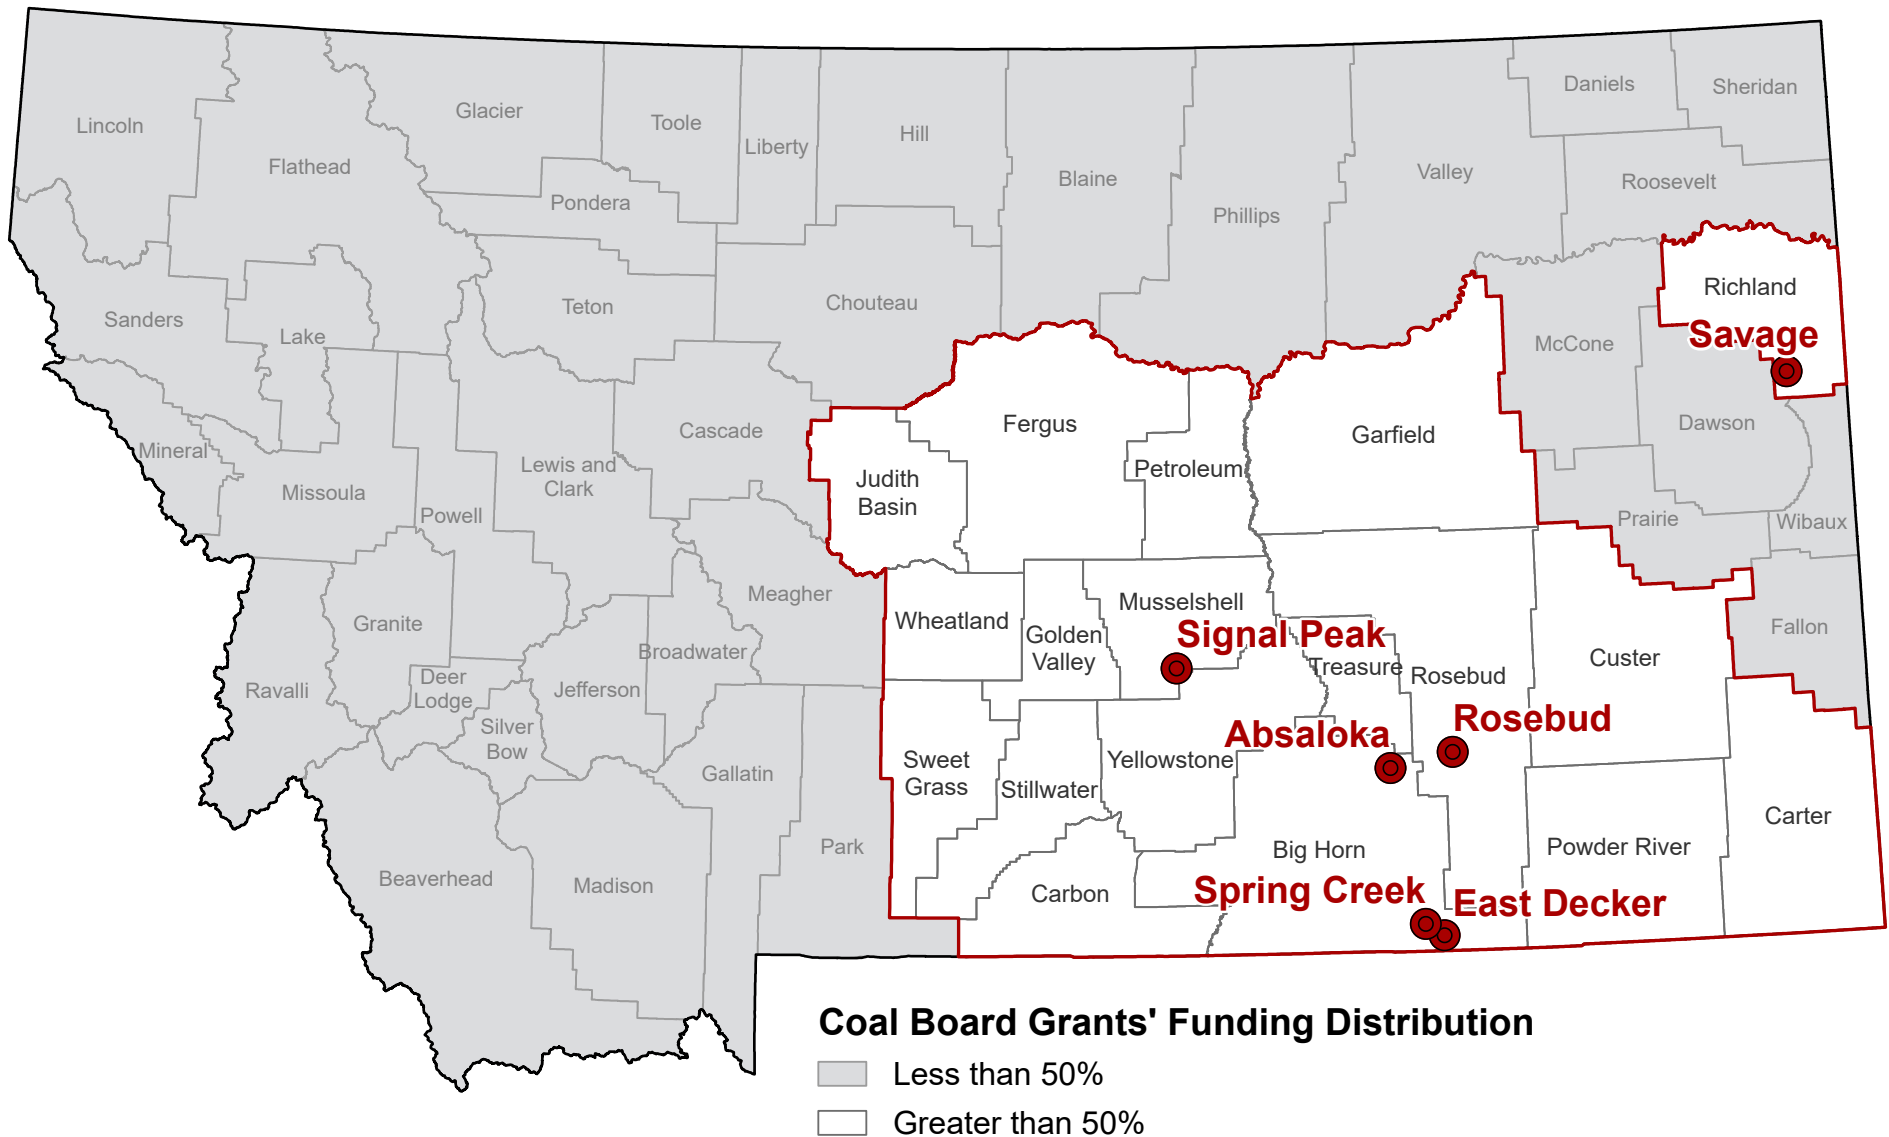 Lincoln
Flathead
Glacier
Toole
Liberty
Hill
Blaine
Phillips
Valley
Daniels
Sheridan
Roosevelt
Pondera
Teton
Chouteau
Sanders
Lake
Richland
Savage
McCone
Dawson
Mineral
Missoula
Powell
Lewis and
Clark
Cascade
Judith
Basin
Fergus
Petroleum
Garfield
Prairie
Wibaux
Granite
Meagher
Wheatland
Golden
Valley
Musselshell
Signal Peak
Treasure
Rosebud
Custer
Fallon
Ravalli
Deer
Lodge
Silver
Bow
Jefferson
Broadwater
Gallatin
Sweet
Grass
Stillwater
Yellowstone
Absaloka
Rosebud
Beaverhead
Madison
Park
Carbon
Big Horn
Spring Creek
East Decker
Powder River
Carter
Coal Board Grants' Funding Distribution
Less than 50%
Greater than 50%